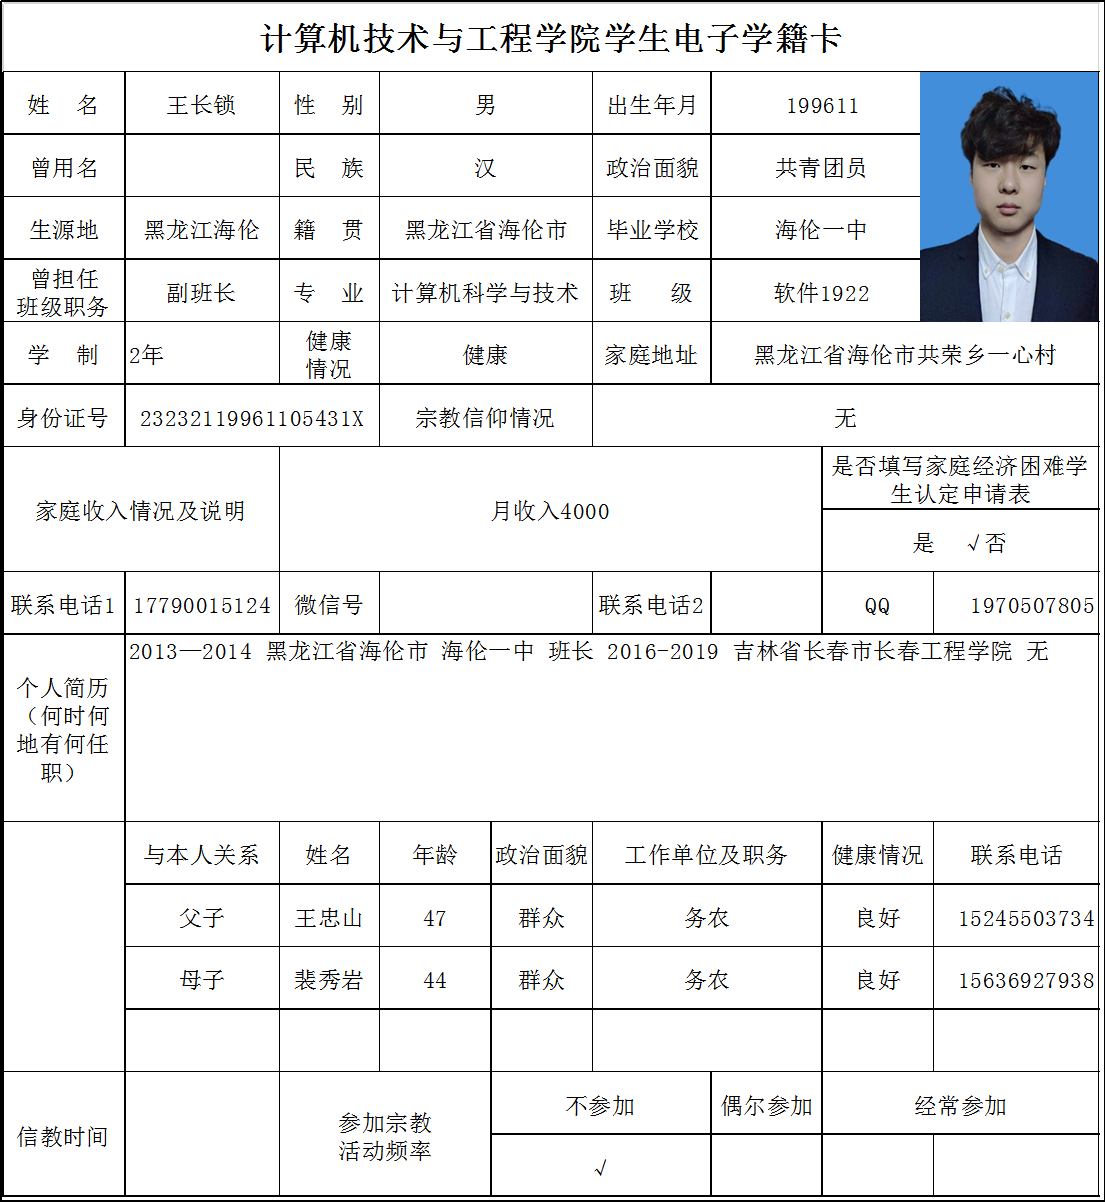 计算机技术与工程学院学生电子学籍卡
姓 名 王长锁 性 别 男 出生年月 199611
曾用名 民 族 汉 政治面貌 共青团员
生源地 黑龙江海伦 籍 贯 黑龙江省海伦市 毕业学校 海伦一中
曾担任
班级职务 副班长 专 业 计算机科学与技术 班 级 软件1922
学 制 2年 健康
情况 健康 家庭地址 黑龙江省海伦市共荣乡一心村
身份证号 23232119961105431X 宗教信仰情况 无
家庭收入情况及说明 月收入4000 是否填写家庭经济困难学
生认定申请表
是 √否
联系电话1 17790015124 微信号 联系电话2 QQ 1970507805
个人简历
（何时何
地有何任
职）
2013—2014 黑龙江省海伦市 海伦一中 班长 2016-2019 吉林省长春市长春工程学院 无
与本人关系 姓名 年龄 政治面貌 工作单位及职务 健康情况 联系电话
父子 王忠山 47 群众 务农 良好 15245503734
母子 裴秀岩 44 群众 务农 良好 15636927938
信教时间 参加宗教
活动频率 不参加 偶尔参加 经常参加
√